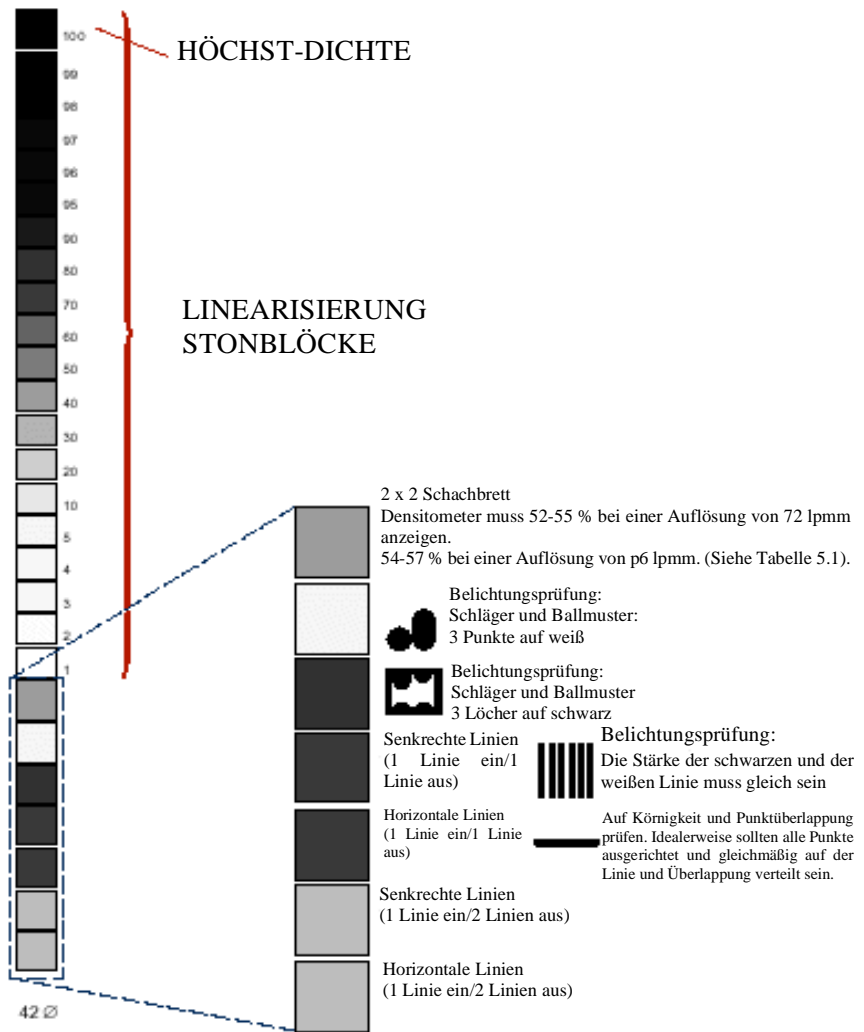 100
HÖCHST-DICHTE
99
98
97
96
95
90
80
70
60
50
40
30
20
10
5
4
3
2
1
LINEARISIERUNG
STONBLÖCKE
2 x 2 Schachbrett
Densitometer muss 52-55 % bei einer Auflösung von 72 lpmm
anzeigen.
54-57 % bei einer Auflösung von p6 lpmm. (Siehe Tabelle 5.1).
Belichtungsprüfung:
Schläger und Ballmuster:
3 Punkte auf weiß
Belichtungsprüfung:
Schläger und Ballmuster
3 Löcher auf schwarz
Senkrechte Linien
(1 Linie ein/1
Linie aus)
Belichtungsprüfung:
Die Stärke der schwarzen und der
weißen Linie muss gleich sein
Horizontale Linien
(1 Linie ein/1 Linie
aus)
Auf Körnigkeit und Punktüberlappung
prüfen. Idealerweise sollten alle Punkte
ausgerichtet und gleichmäßig auf der
Linie und Überlappung verteilt sein.
Senkrechte Linien
(1 Linie ein/2 Linien aus)
Horizontale Linien
(1 Linie ein/2 Linien aus)
42 ∅